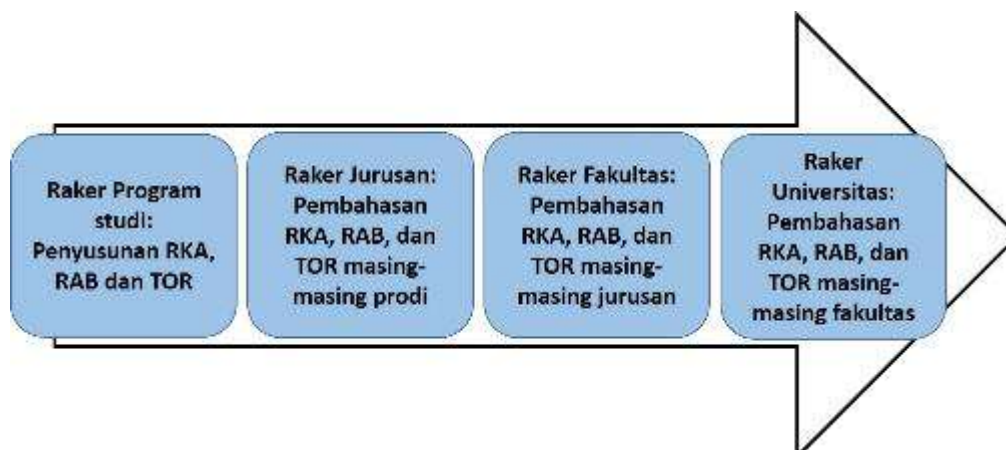 Raker Program
studi:
Penyusunan RKA,
RAB dan TOR
Raker Jurusan:
Pembahasan
RKA, RAB, dan
TOR masing-
masing prodi
Raker Fakultas:
Pembahasan
RKA, RAB, dan
TOR masing-
masing jurusan
Raker
Universitas:
Pembahasan
RKA, RAB, dan
TOR masing-
masing fakultas